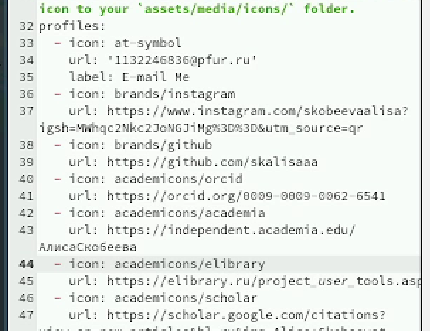 icon to your `assets/media/icons/` folder.
32 profiles:
33   - icon: at-symbol
34     url: '1132246836@pfur.ru'
35     label: E-mail Me
36   - icon: brands/instagram
37     url: https://www.instagram.com/skobeevaalisa?
igsh=MWhqc2Nkc2JoNGJiMg%3D%3D&utm_source=qr
38   - icon: brands/github
39     url: https://github.com/skalisaaa
40   - icon: academicons/orcid
41     url: https://orcid.org/0009-0009-0062-6541
42   - icon: academicons/academia
43     url: https://independent.academia.edu/
АлисаСкобеева
44   - icon: academicons/elibrary
45     url: https://elibrary.ru/project_user_tools.asp
46   - icon: academicons/scholar
47     url: https://scholar.google.com/citations?